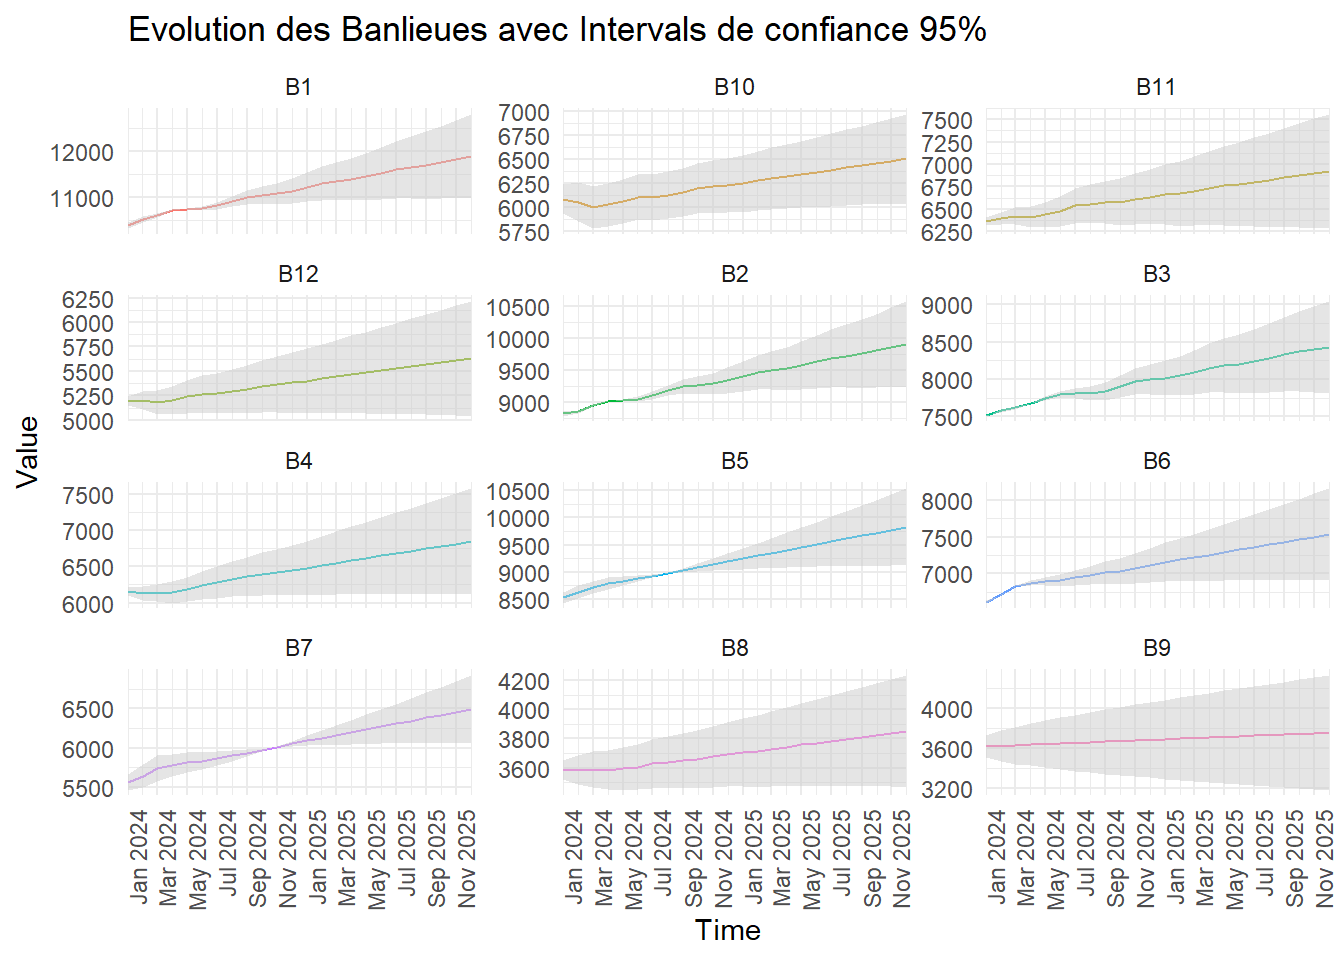 Evolution des Banlieues avec Intervals de confiance 95%
B1
B10
B11
12000
11000
7000
6750
6500
6250
6000
5750
7500
7250
7000
6750
6500
6250
B12
B2
B3
6250
6000
5750
5500
5250
5000
10500
10000
9500
9000
9000
8500
8000
7500
B4
B5
B6
7500
7000
6500
6000
10500
10000
9500
9000
8500
8000
7500
7000
B7
B8
B9
6500
6000
5500
4200
4000
3800
3600
4000
3600
3200
Jan 2024
Mar 2024
May 2024
Jul 2024
Sep 2024
Nov 2024
Jan 2025
Mar 2025
May 2025
Jul 2025
Sep 2025
Nov 2025
Jan 2024
Mar 2024
May 2024
Jul 2024
Sep 2024
Nov 2024
Jan 2025
Mar 2025
May 2025
Jul 2025
Sep 2025
Nov 2025
Jan 2024
Mar 2024
May 2024
Jul 2024
Sep 2024
Nov 2024
Jan 2025
Mar 2025
May 2025
Jul 2025
Sep 2025
Nov 2025
Value
Time